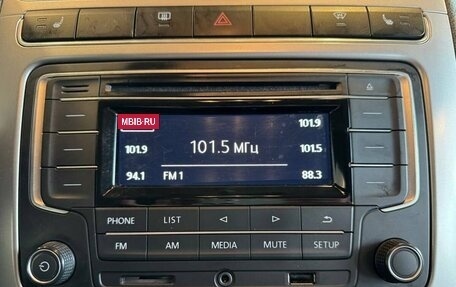 MBIB.RU
101.9
101.9
101.5 МГц
101.5
94.1
FM 1
88.3
PHONE
LIST
FM
AM
MEDIA
MUTE
SETUP